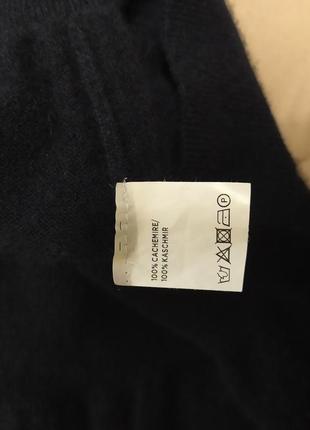 100% CACHEMIRE/
100% KASCHMIR
P